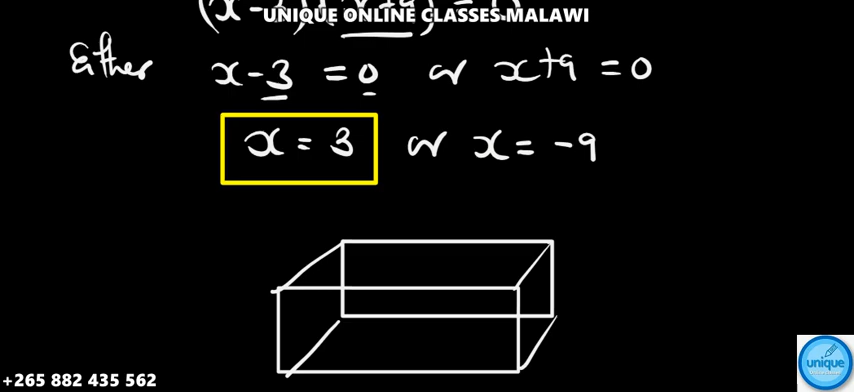 UNIQUE ONLINE CLASSES-MALAWI
Either x - 3 = 0 or x + 9 = 0
x = 3 or x = -9
+265 882 435 562
unique